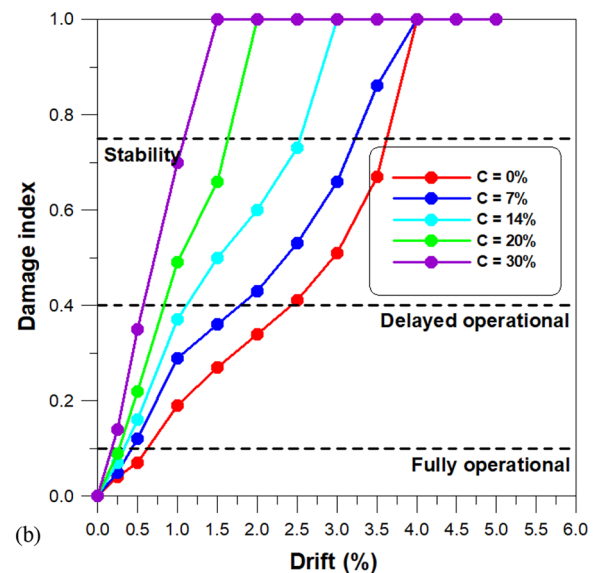 1.0
0.8
0.6
0.4
0.2
0.0
Damage index
Stability
C = 0%
C = 7%
C = 14%
C = 20%
C = 30%
Delayed operational
Fully operational
0.0 0.5 1.0 1.5 2.0 2.5 3.0 3.5 4.0 4.5 5.0 5.5 6.0
(b)
Drift (%)